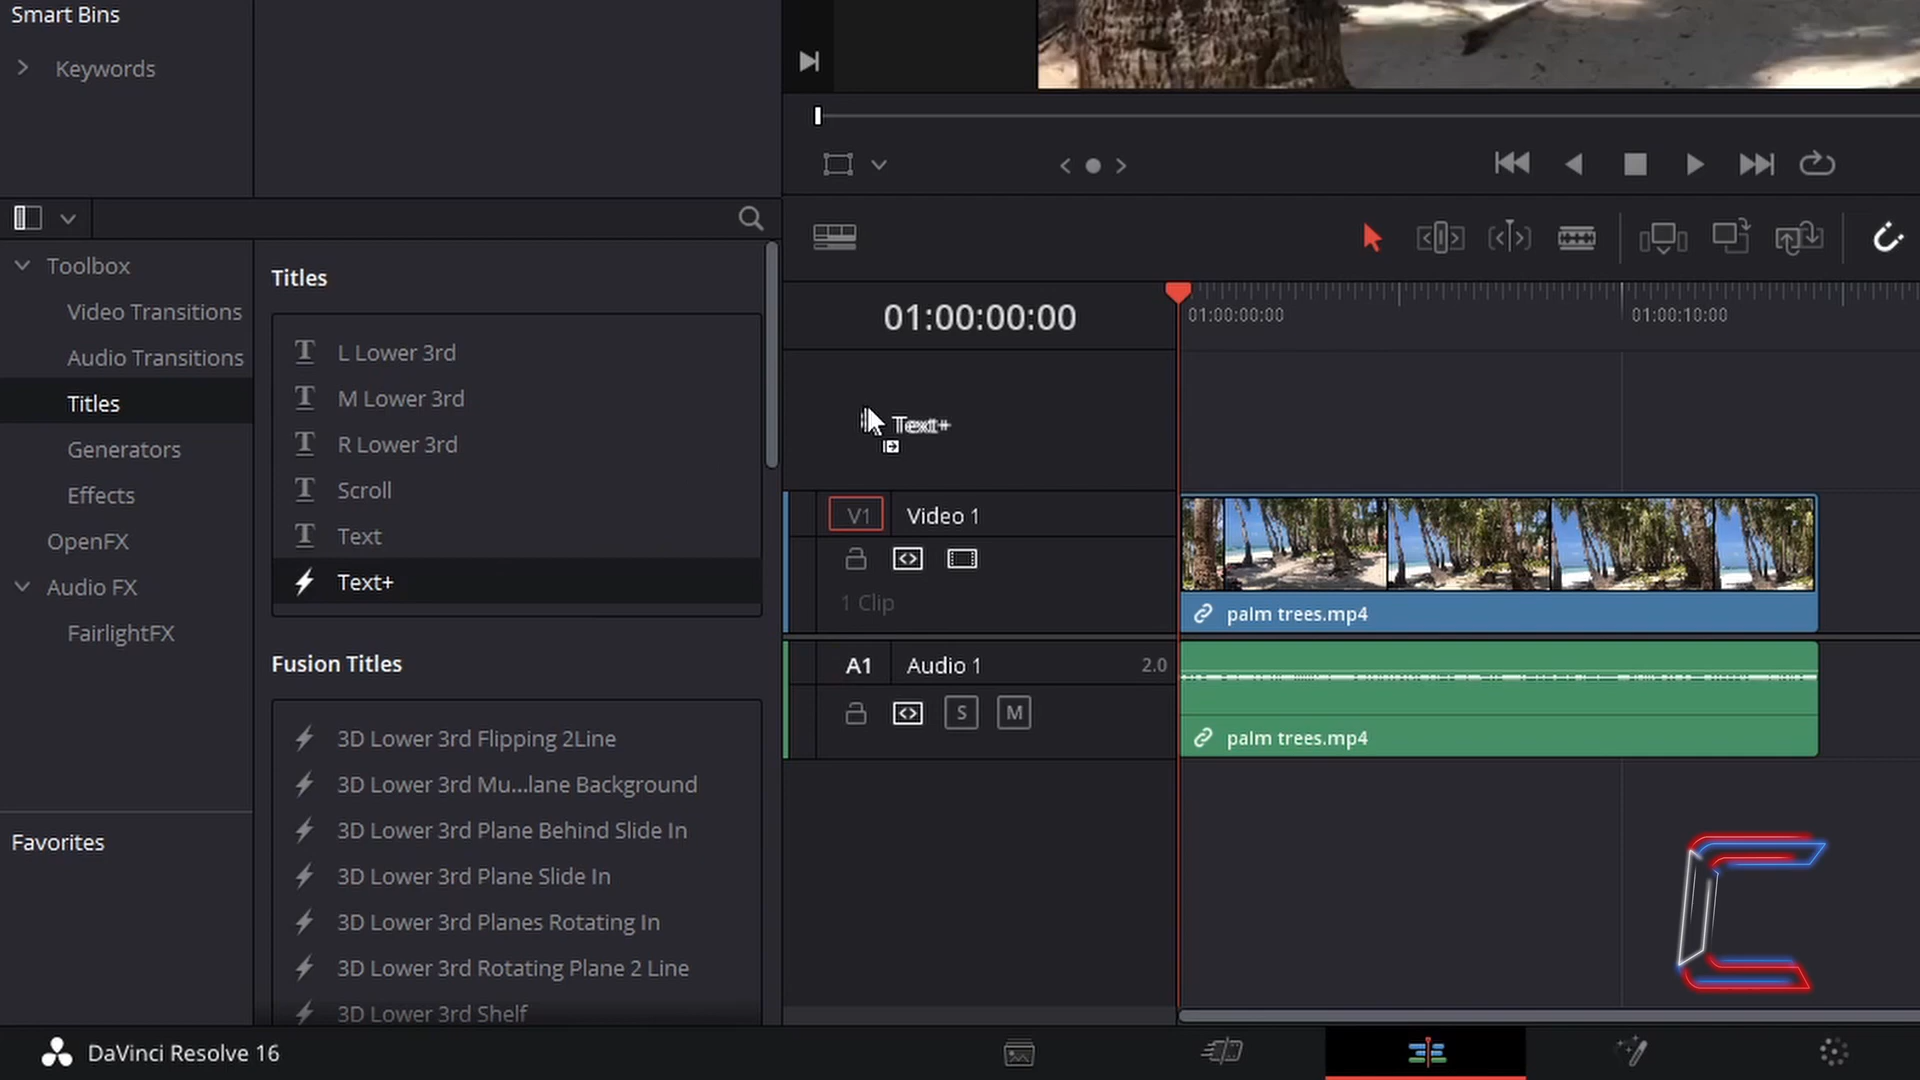 Smart Bins
Keywords
Toolbox
Video Transitions
Audio Transitions
Titles
Generators
Effects
OpenFX
Audio FX
FairlightFX
Favorites
Titles
L Lower 3rd
M Lower 3rd
R Lower 3rd
Scroll
Text
Text+
Fusion Titles
3D Lower 3rd Flipping 2Line
3D Lower 3rd Mu...lane Background
3D Lower 3rd Plane Behind Slide In
3D Lower 3rd Plane Slide In
3D Lower 3rd Planes Rotating In
3D Lower 3rd Rotating Plane 2 Line
3D Lower 3rd Shelf
01:00:00:00
01:00:00:00
01:00:10:00
Text+
V1 Video 1
1 Clip
palm trees.mp4
A1 Audio 1 2.0
S M
palm trees.mp4
DaVinci Resolve 16